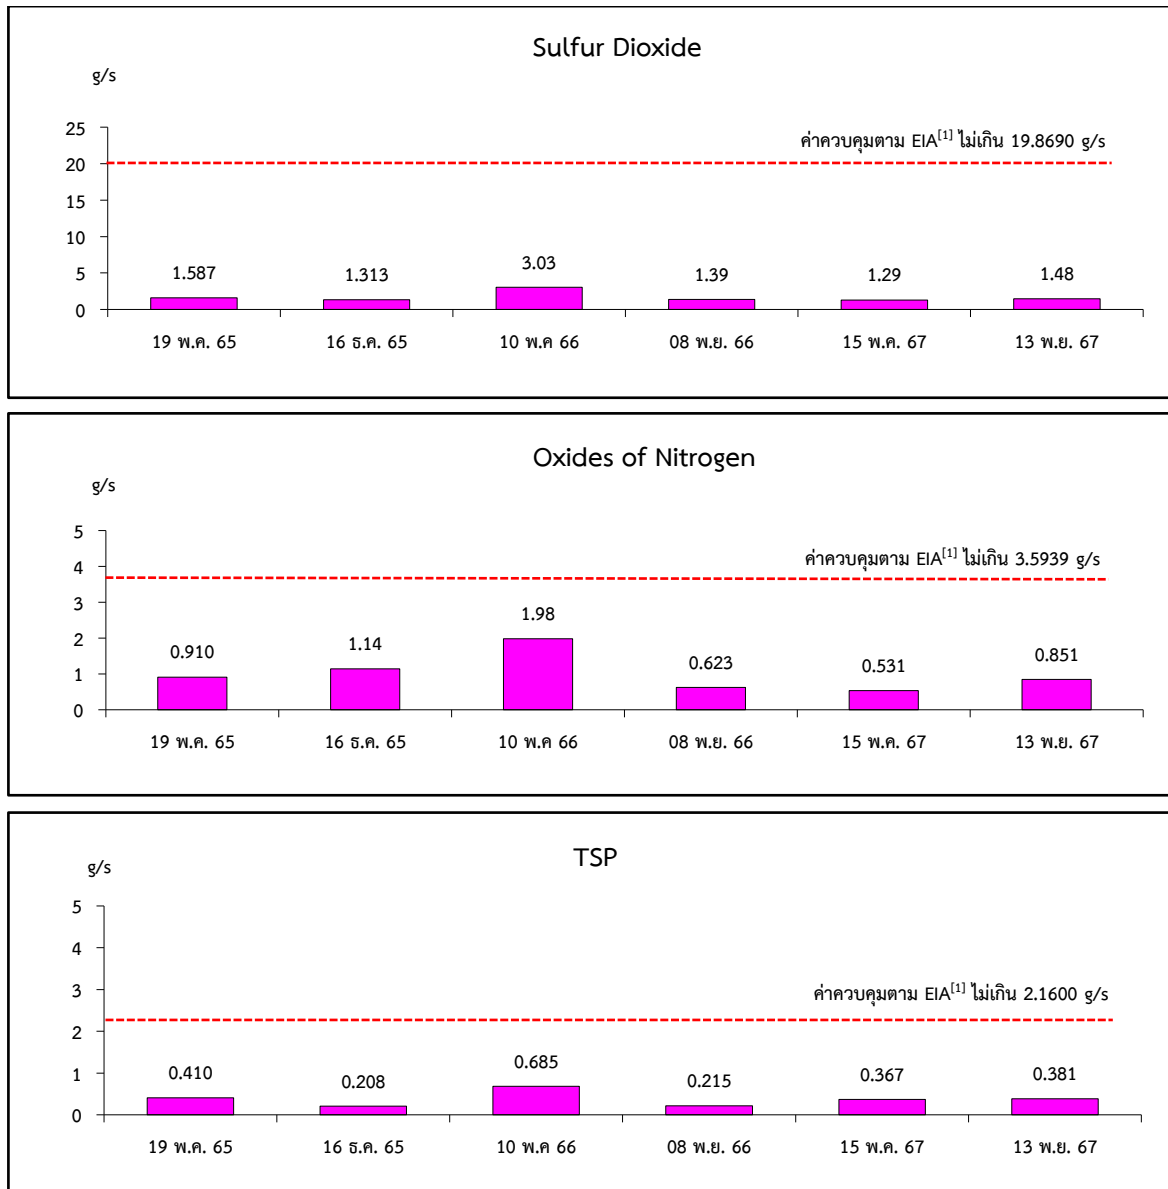 Sulfur Dioxide
g/s
ค่าควบคุมตาม EIA[1] ไม่เกิน 19.8690 g/s
25
20
15
10
5
0
1.587 1.313 3.03 1.39 1.29 1.48
19 พ.ค. 65 16 ธ.ค. 65 10 พ.ค 66 08 พ.ย. 66 15 พ.ค. 67 13 พ.ย. 67
Oxides of Nitrogen
g/s
ค่าควบคุมตาม EIA[1] ไม่เกิน 3.5939 g/s
5
4
3
2
1
0
0.910 1.14 1.98 0.623 0.531 0.851
19 พ.ค. 65 16 ธ.ค. 65 10 พ.ค 66 08 พ.ย. 66 15 พ.ค. 67 13 พ.ย. 67
TSP
g/s
ค่าควบคุมตาม EIA[1] ไม่เกิน 2.1600 g/s
5
4
3
2
1
0
0.410 0.208 0.685 0.215 0.367 0.381
19 พ.ค. 65 16 ธ.ค. 65 10 พ.ค 66 08 พ.ย. 66 15 พ.ค. 67 13 พ.ย. 67